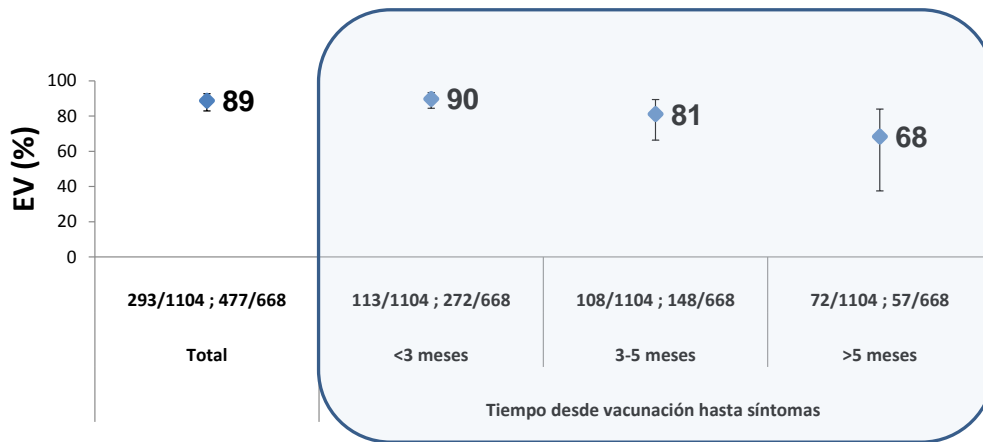 EV (%)
100
80
60
40
20
0
89
90
81
68
293/1104 ; 477/668
113/1104 ; 272/668
108/1104 ; 148/668
72/1104 ; 57/668
Total
<3 meses
3-5 meses
>5 meses
Tiempo desde vacunación hasta síntomas